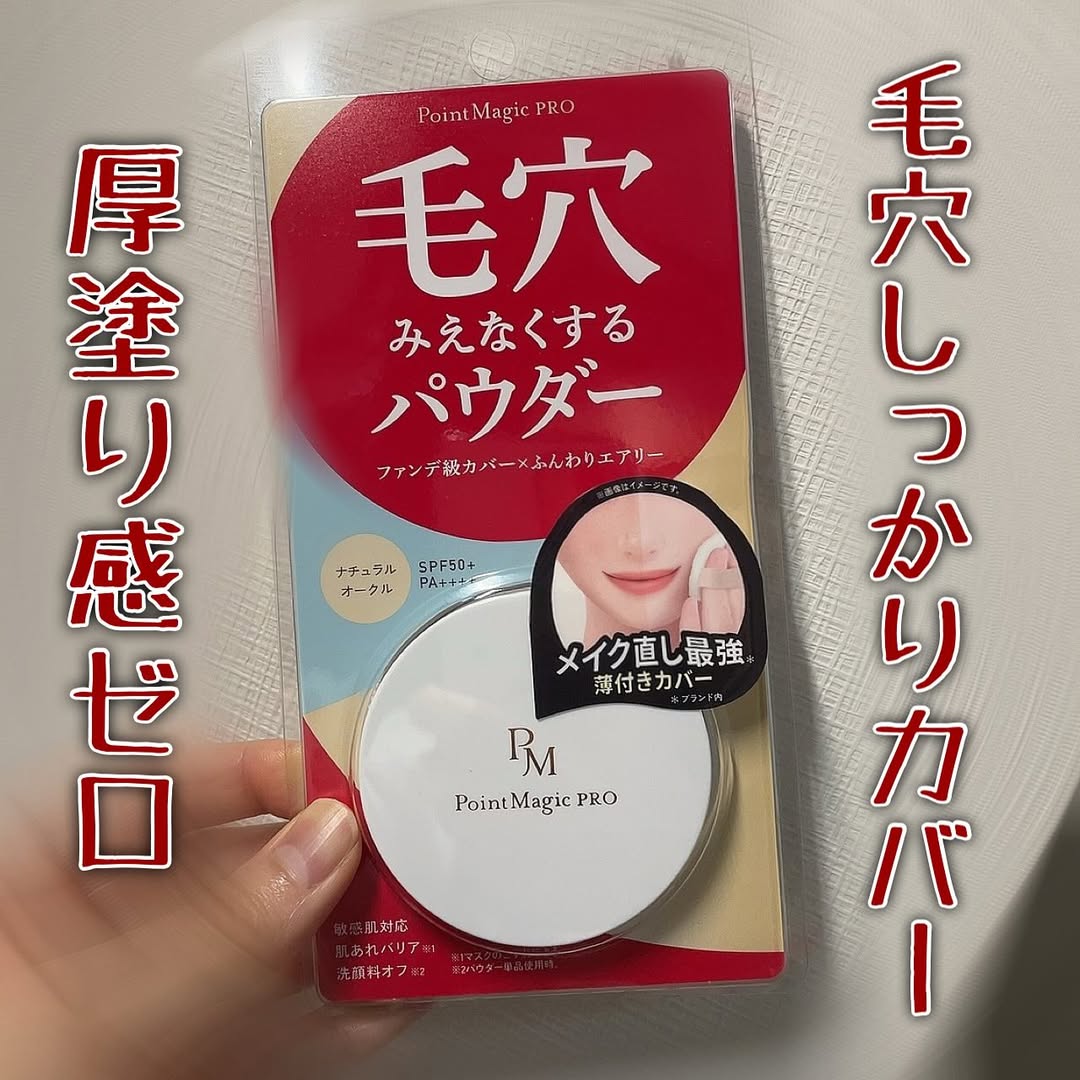 毛穴しっかりカバー
厚塗り感ゼロ
Point Magic PRO
毛穴
みえなくする
パウダー
ファンデ級カバー×ふんわりエアリー
※画像はイメージです。
ナチュラル
オークル
SPF50+
PA++++
メイク直し最強*
薄付きカバー
*ブランド内
PM
Point Magic PRO
敏感肌対応
肌あれバリア※1
洗顔料オフ※2
※2パウダー単品使用時。